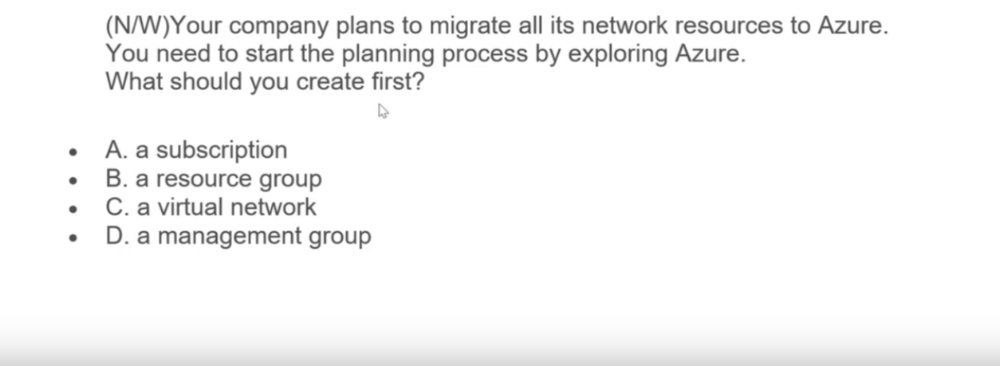 (N/W)Your company plans to migrate all its network resources to Azure.
You need to start the planning process by exploring Azure.
What should you create first?
• A. a subscription
• B. a resource group
• C. a virtual network
• D. a management group